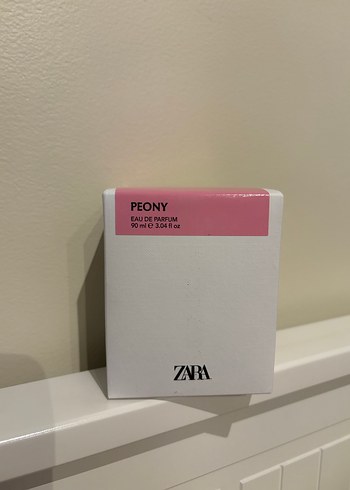 PEONY
EAU DE PARFUM
90 ml ℮ 3.04 fl oz
ZARA